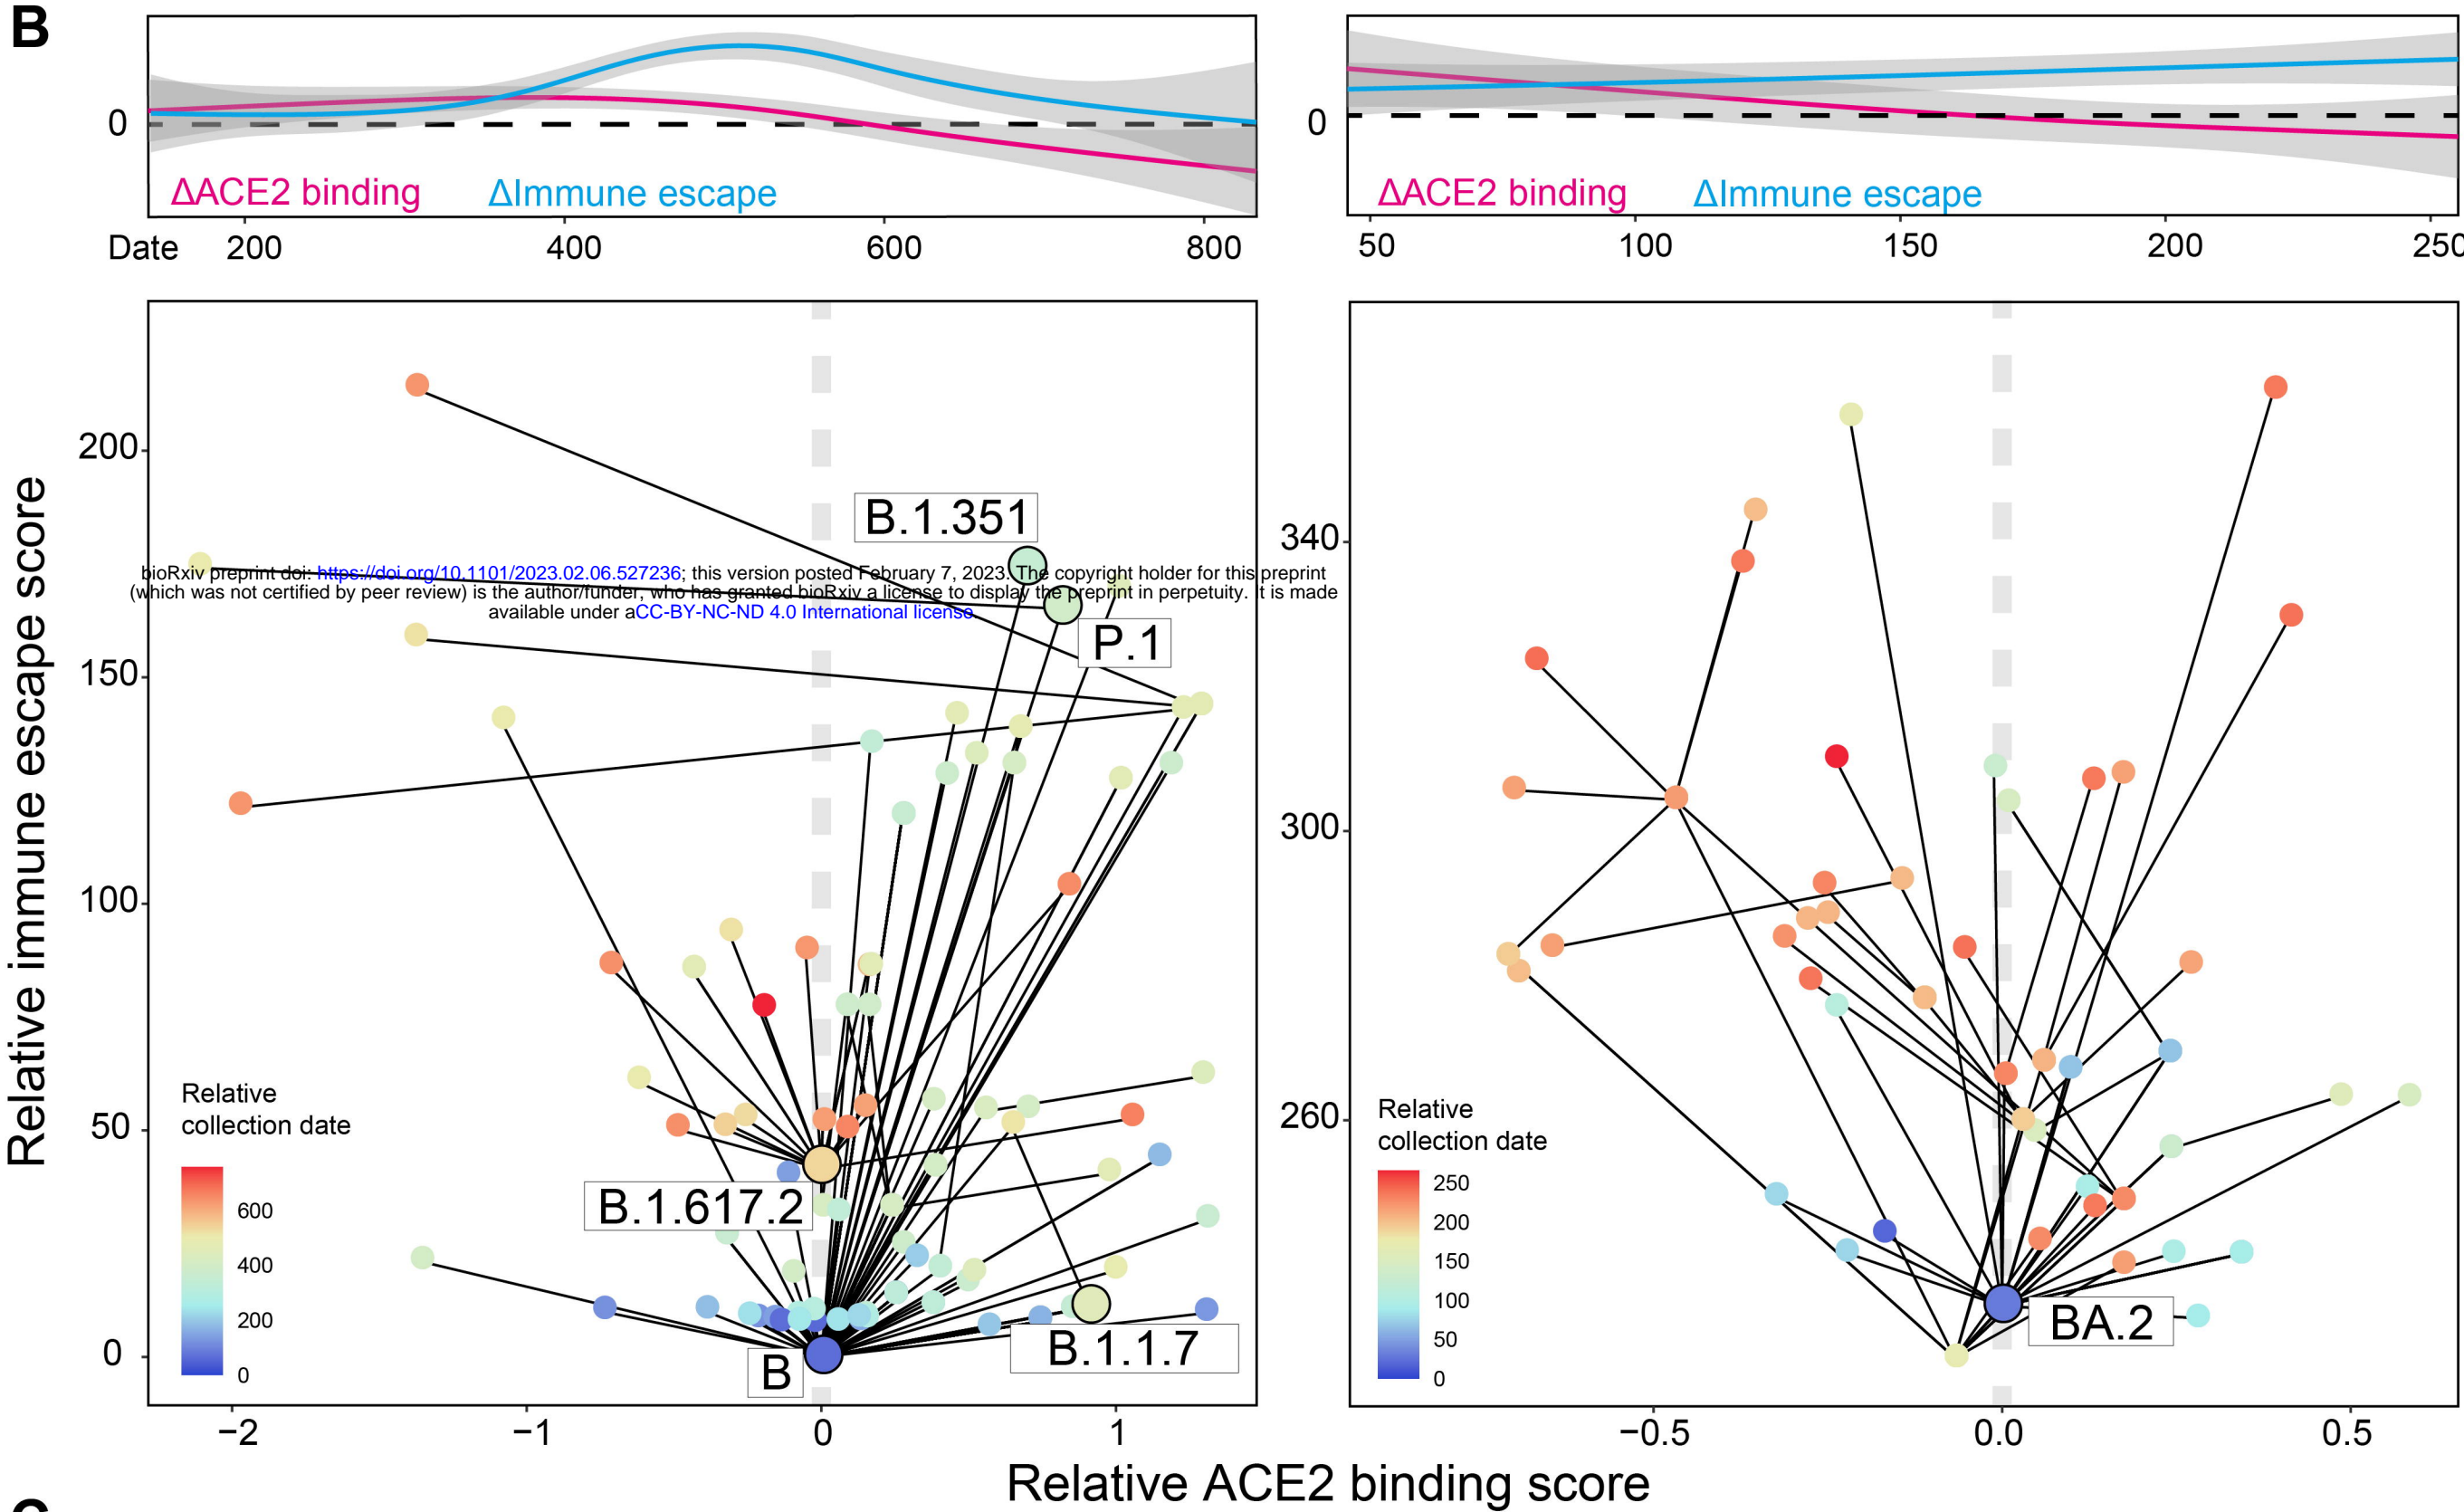 B
0
ΔACE2 binding ΔImmune escape
Date 200 400 600 800
0
ΔACE2 binding ΔImmune escape
50 100 150 200 250
Relative immune escape score
200
150
100
50
0
B.1.351
bioRxiv preprint doi: https://doi.org/10.1101/2023.02.06.527236; this version posted February 7, 2023. The copyright holder for this preprint
(which was not certified by peer review) is the author/funder, who has granted bioRxiv a license to display the preprint in perpetuity. It is made
available under aCC-BY-NC-ND 4.0 International license.
P.1
Relative
collection date
600
400
200
0
B.1.617.2
B
B.1.1.7
−2 −1 0 1
340
300
260
Relative
collection date
250
200
150
100
50
0
BA.2
−0.5 0.0 0.5
Relative ACE2 binding score